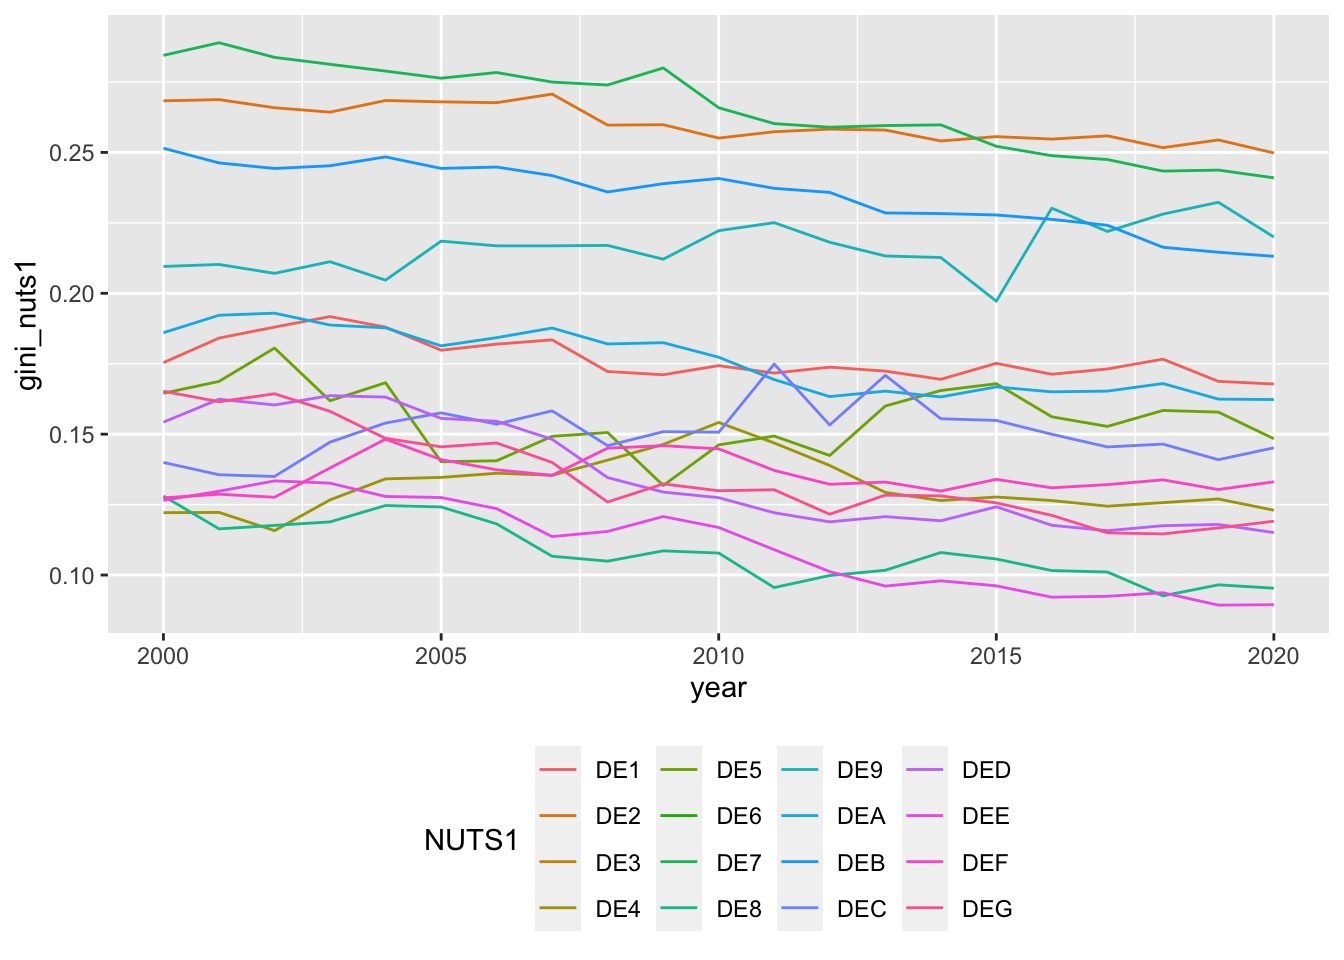 gini_nuts1
0.25
0.20
0.15
0.10
2000 2005 2010 2015 2020
year
NUTS1
DE1 DE5 DE9 DED
DE2 DE6 DEA DEE
DE3 DE7 DEB DEF
DE4 DE8 DEC DEG